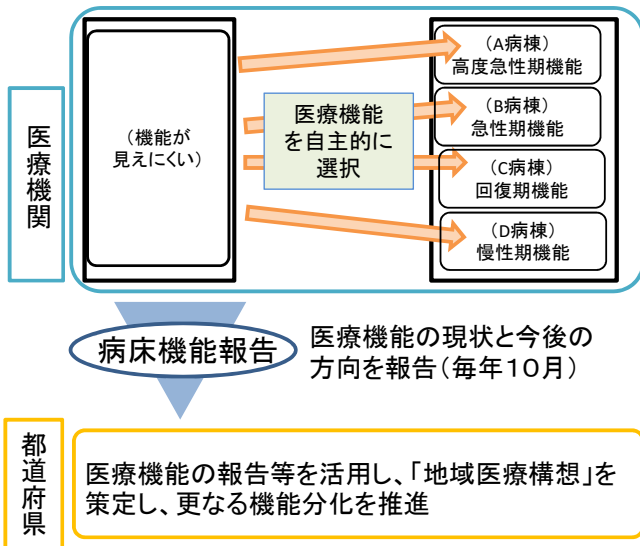 医療機関
（機能が
見えにくい）
医療機能
を自主的に
選択
（A病棟）
高度急性期機能
（B病棟）
急性期機能
（C病棟）
回復期機能
（D病棟）
慢性期機能
病床機能報告
医療機能の現状と今後の
方向を報告（毎年１０月）
都道府県
医療機能の報告等を活用し、「地域医療構想」を
策定し、更なる機能分化を推進